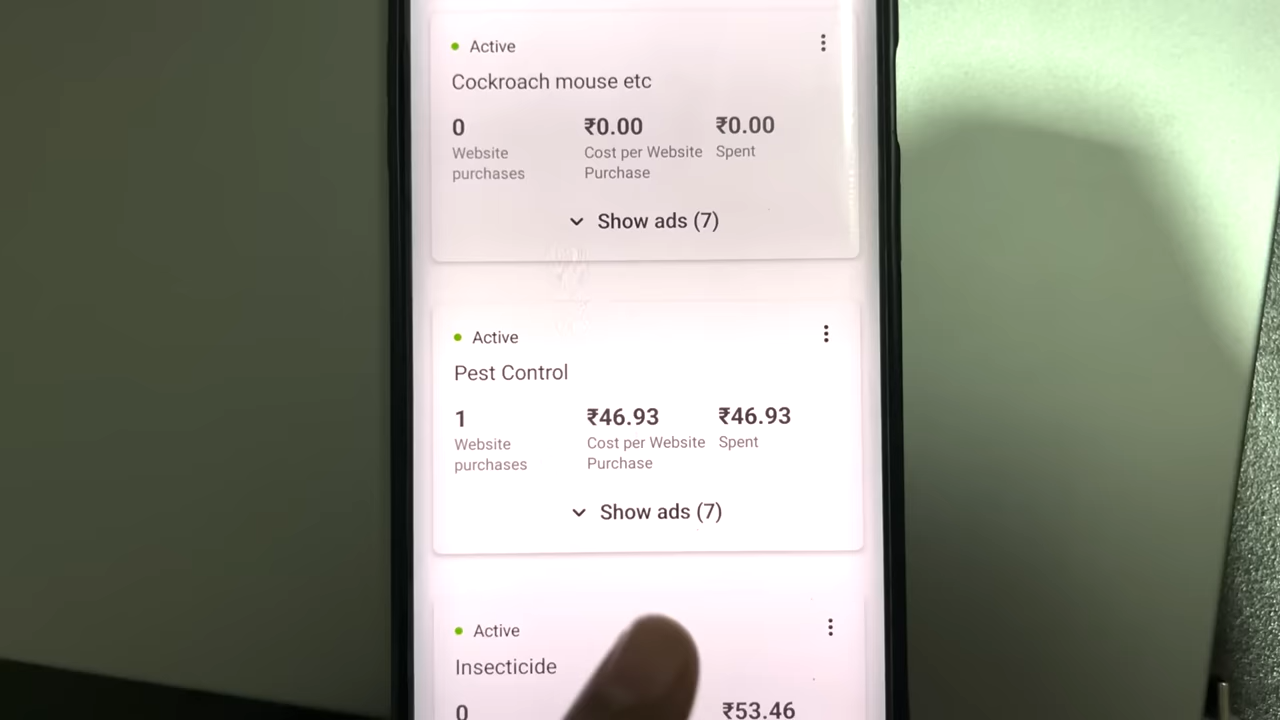 Active
Cockroach mouse etc
0 ₹0.00 ₹0.00
Website purchases Cost per Website Purchase Spent
Show ads (7)
Active
Pest Control
1 ₹46.93 ₹46.93
Website purchases Cost per Website Purchase Spent
Show ads (7)
Active
Insecticide
0 ₹53.46